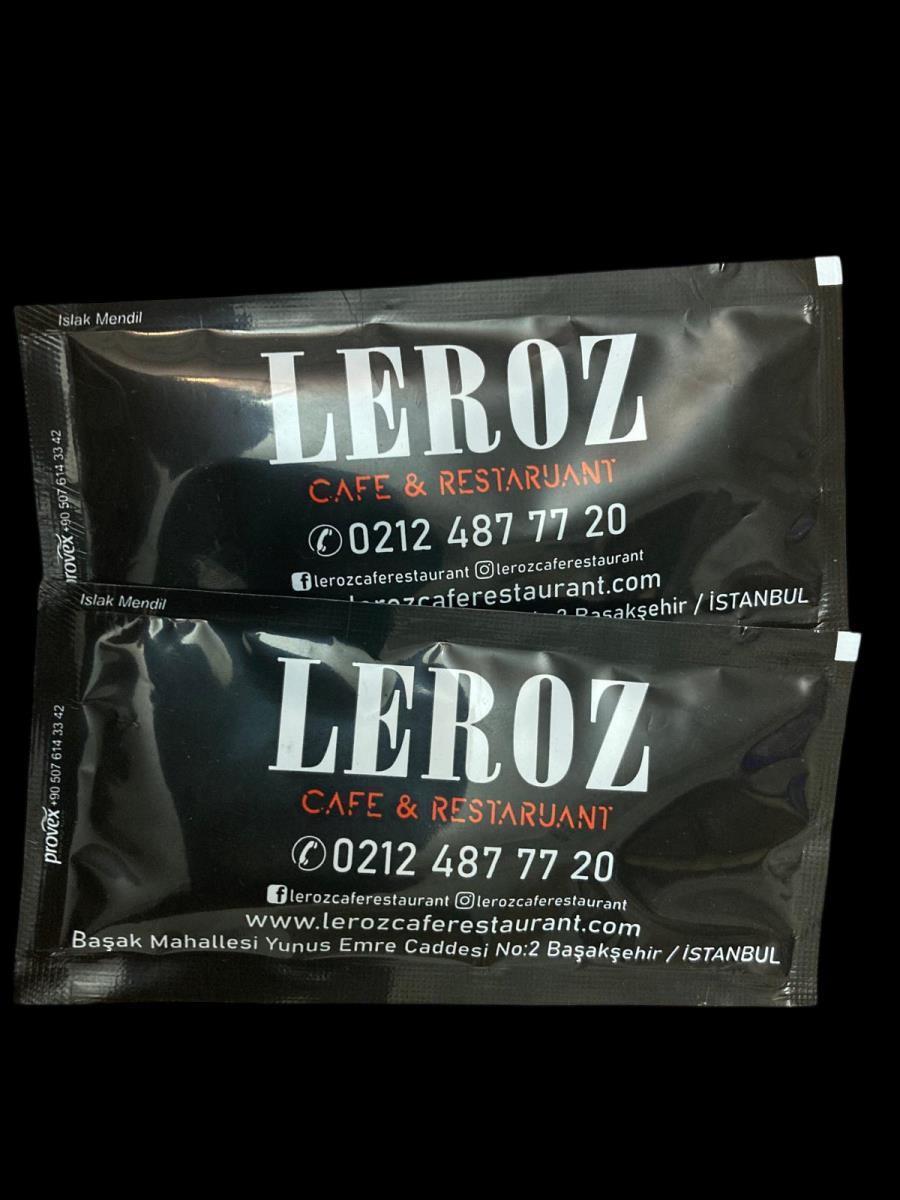 Islak Mendil
LEROZ
CAFE & RESTARUANT
0212 487 77 20
lerozcaferestaurant lerozcaferestaurant
lerozcaferestaurant.com
Başakşehir / İSTANBUL
+90 507 614 33 42
Islak Mendil
LEROZ
CAFE & RESTARUANT
0212 487 77 20
lerozcaferestaurant lerozcaferestaurant
www.lerozcaferestaurant.com
Başak Mahallesi Yunus Emre Caddesi No:2 Başakşehir / İSTANBUL
provex +90 507 614 33 42